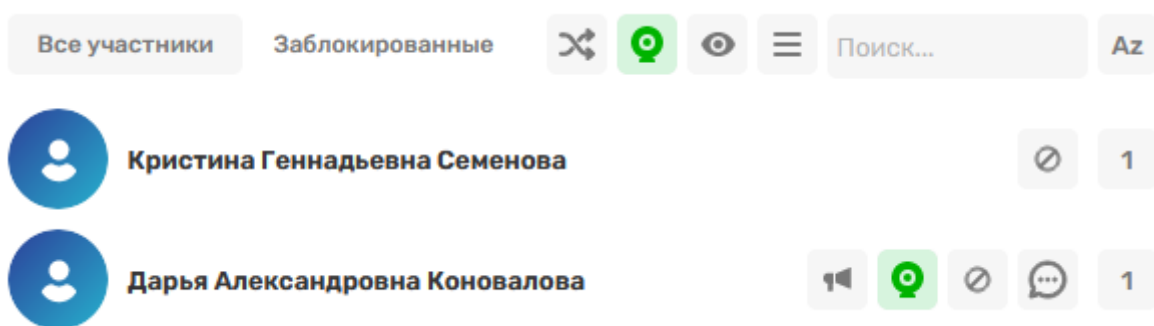 Все участники Заблокированные Поиск... Az
Кристина Геннадьевна Семенова 1
Дарья Александровна Коновалова 1